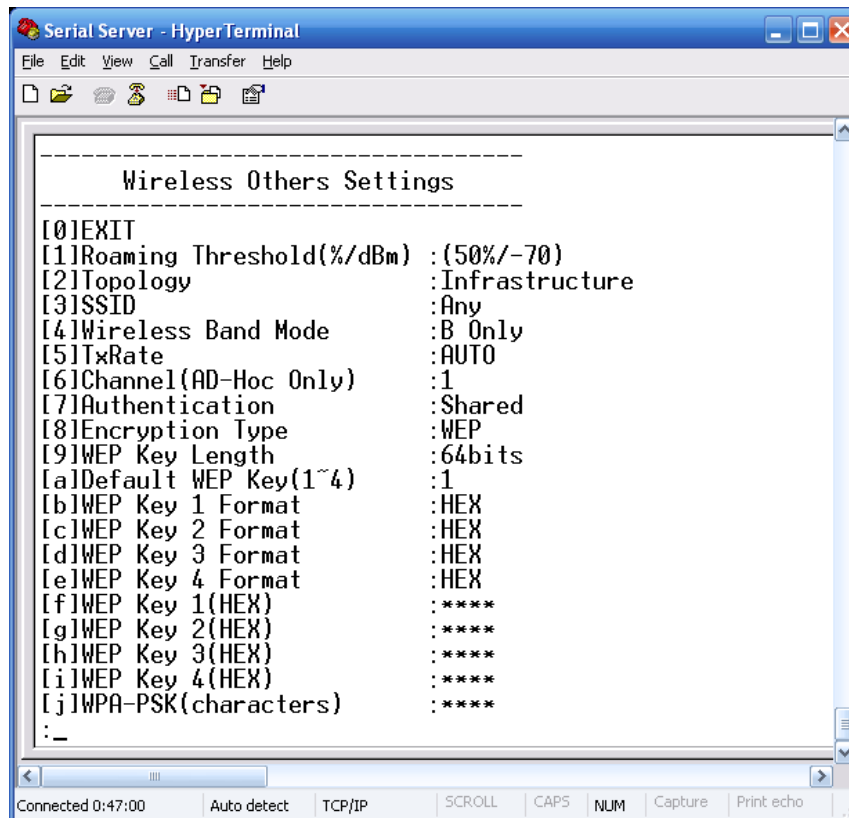 Serial Server - HyperTerminal
File Edit View Call Transfer Help
-----------------------------------
Wireless Others Settings
-----------------------------------
[0]EXIT
[1]Roaming Threshold(%/dBm) :(50%/-70)
[2]Topology :Infrastructure
[3]SSID :Any
[4]Wireless Band Mode :B Only
[5]TxRate :AUTO
[6]Channel(AD-Hoc Only) :1
[7]Authentication :Shared
[8]Encryption Type :WEP
[9]WEP Key Length :64bits
[a]Default WEP Key(1~4) :1
[b]WEP Key 1 Format :HEX
[c]WEP Key 2 Format :HEX
[d]WEP Key 3 Format :HEX
[e]WEP Key 4 Format :HEX
[f]WEP Key 1(HEX) :****
[g]WEP Key 2(HEX) :****
[h]WEP Key 3(HEX) :****
[i]WEP Key 4(HEX) :****
[j]WPA-PSK(characters) :****
:_
Connected 0:47:00 Auto detect TCP/IP SCROLL CAPS NUM Capture Print echo